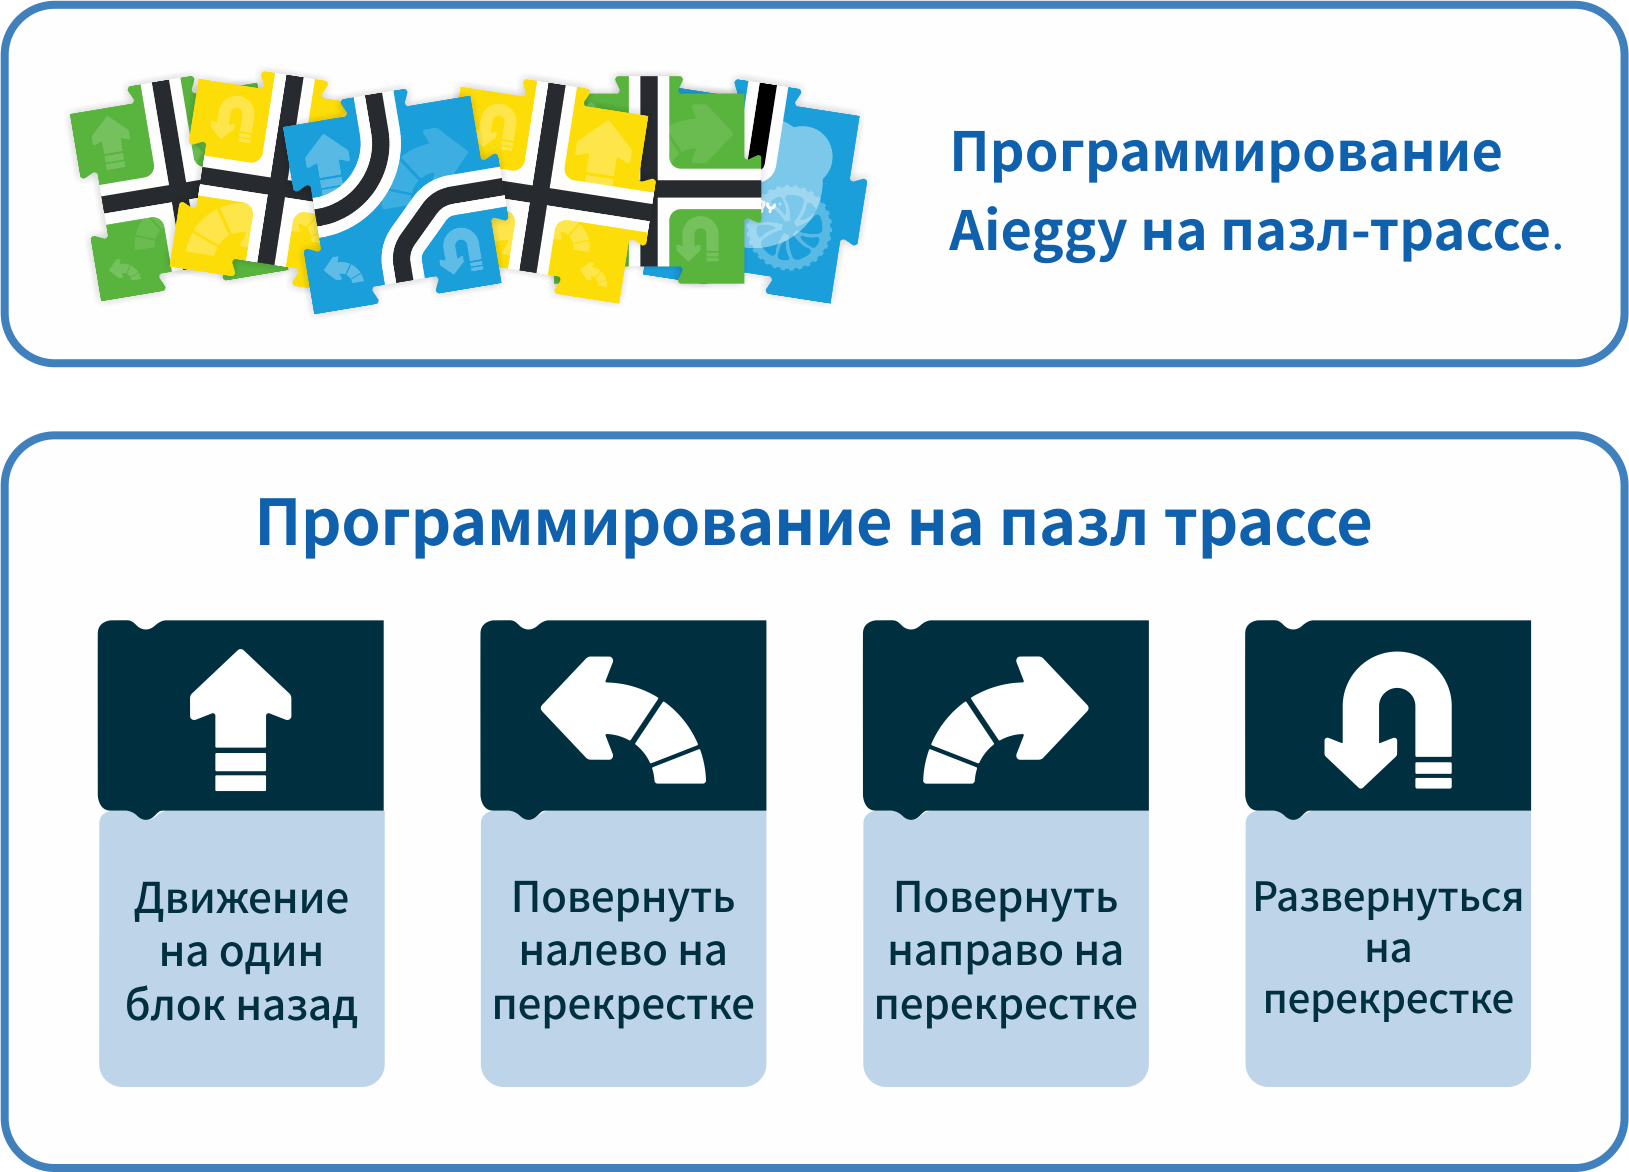 Программирование
Aieggy на пазл-трассе.
Программирование на пазл трассе
Движение
на один
блок назад
Повернуть
налево на
перекрестке
Повернуть
направо на
перекрестке
Развернуться
на
перекрестке